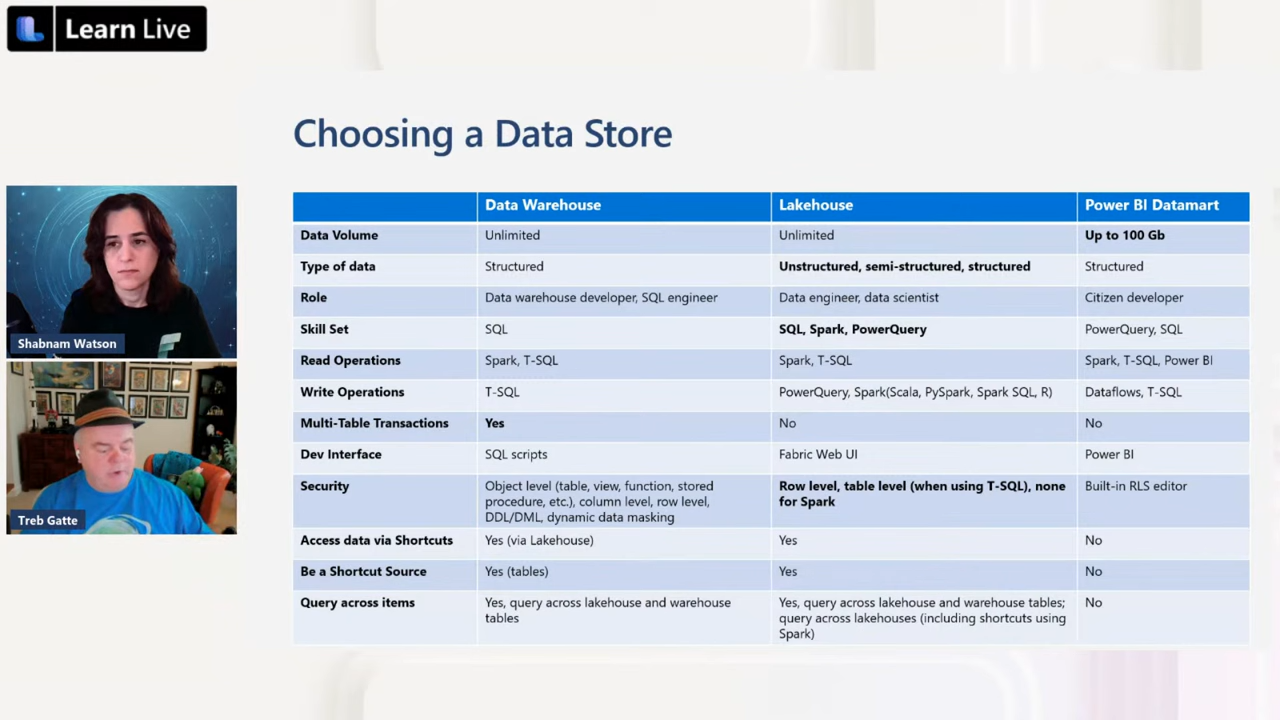 Learn Live
Choosing a Data Store
Data Warehouse Lakehouse Power BI Datamart
Data Volume Unlimited Unlimited Up to 100 Gb
Type of data Structured Unstructured, semi-structured, structured Structured
Role Data warehouse developer, SQL engineer Data engineer, data scientist Citizen developer
Skill Set SQL SQL, Spark, PowerQuery PowerQuery, SQL
Read Operations Spark, T-SQL Spark, T-SQL Spark, T-SQL, Power BI
Write Operations T-SQL PowerQuery, Spark(Scala, PySpark, Spark SQL, R) Dataflows, T-SQL
Multi-Table Transactions Yes No No
Dev Interface SQL scripts Fabric Web UI Power BI
Security Object level (table, view, function, stored Row level, table level (when using T-SQL), none Built-in RLS editor
procedure, etc.), column level, row level, for Spark
DDL/DML, dynamic data masking
Access data via Shortcuts Yes (via Lakehouse) Yes No
Be a Shortcut Source Yes (tables) Yes No
Query across items Yes, query across lakehouse and warehouse Yes, query across lakehouse and warehouse tables; No
tables query across lakehouses (including shortcuts using
Spark)
Shabnam Watson
Treb Gatte